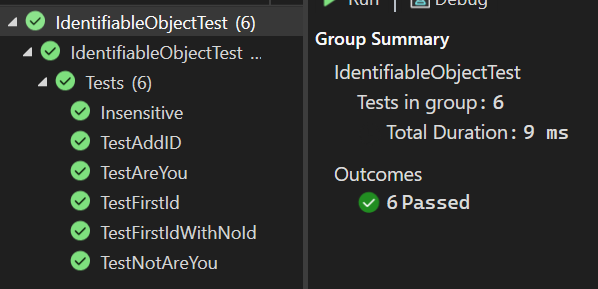 IdentifiableObjectTest (6)
IdentifiableObjectTest ...
Tests (6)
Insensitive
TestAddID
TestAreYou
TestFirstId
TestFirstIdWithNoId
TestNotAreYou
Run | Debug
Group Summary
IdentifiableObjectTest
Tests in group: 6
Total Duration: 9 ms
Outcomes
6 Passed